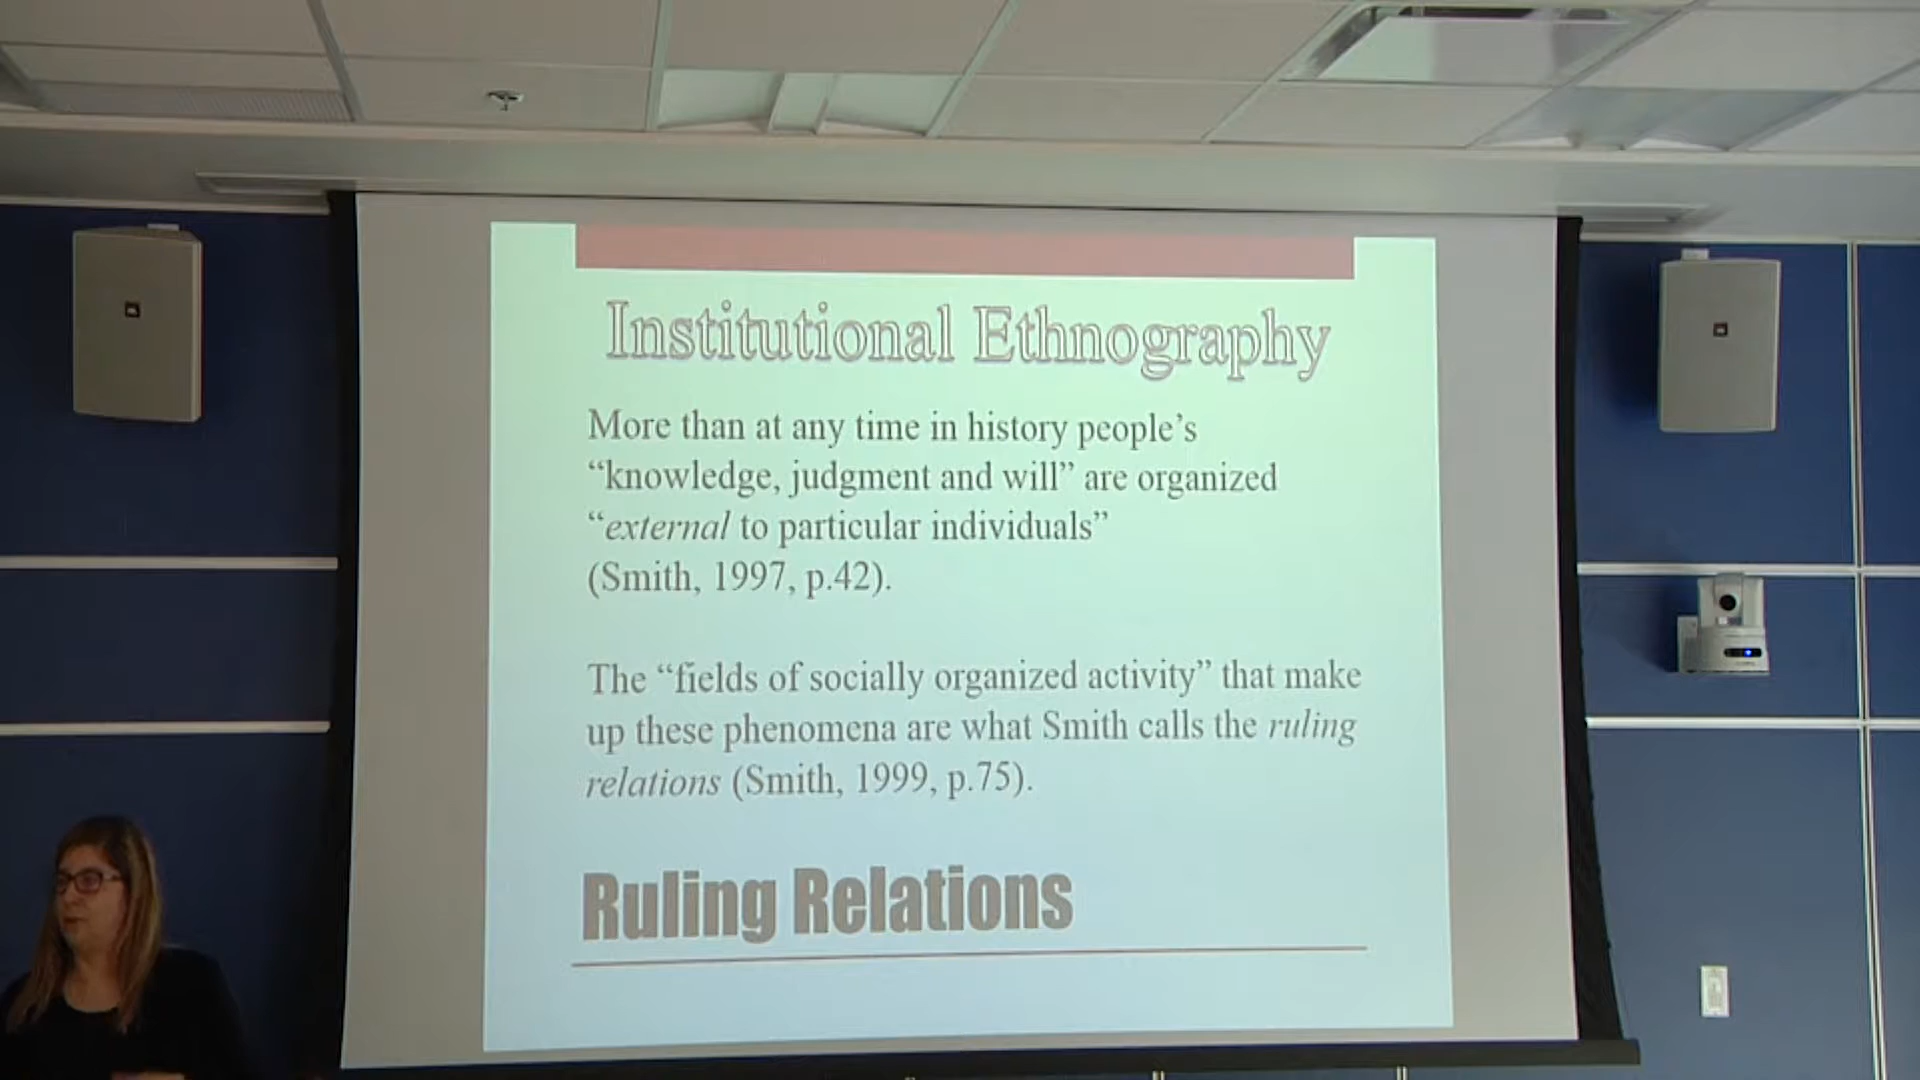 Institutional Ethnography
More than at any time in history people’s
“knowledge, judgment and will” are organized
“external to particular individuals”
(Smith, 1997, p.42).
The “fields of socially organized activity” that make
up these phenomena are what Smith calls the ruling
relations (Smith, 1999, p.75).
Ruling Relations